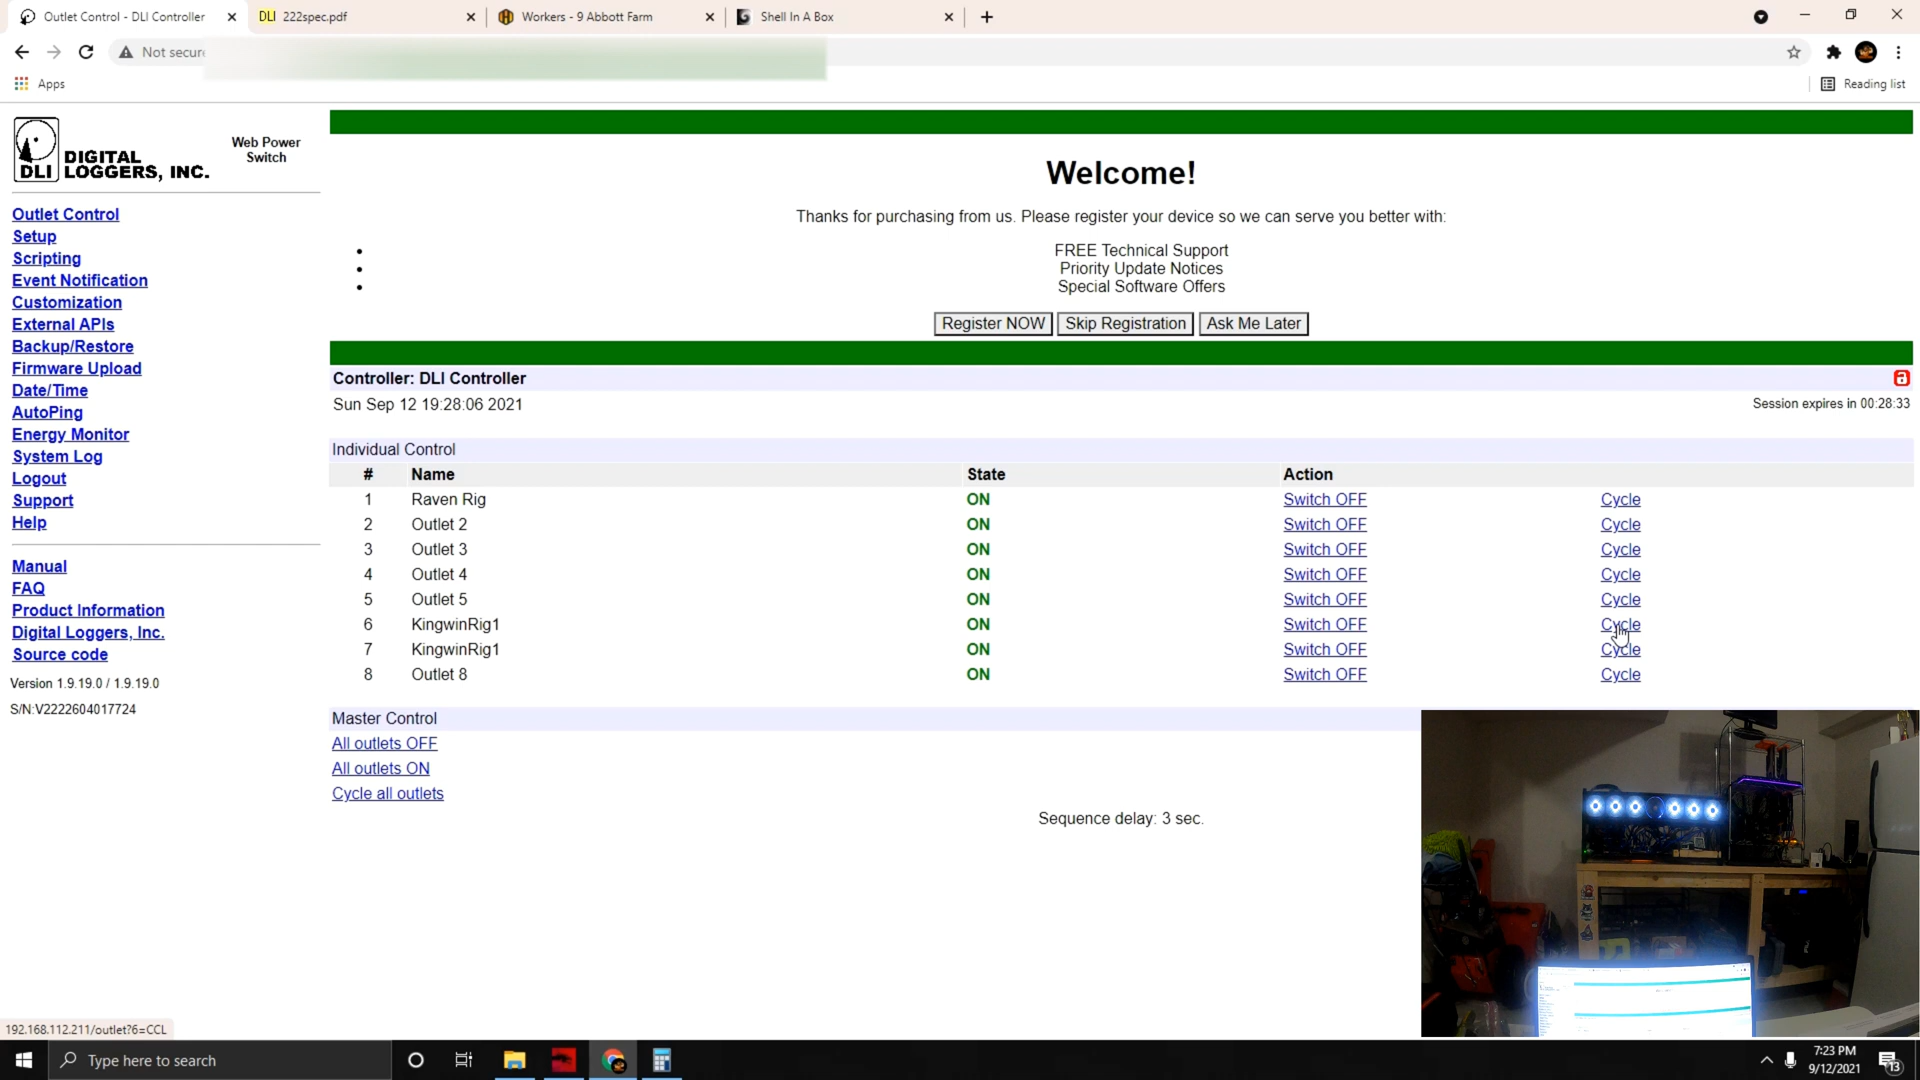 Outlet Control - DLI Controller
DLI 222spec.pdf
Workers - 9 Abbott Farm
Shell In A Box
Not secure
Apps
Reading list
DLI
DIGITAL
LOGGERS, INC.
Web Power
Switch
Outlet Control
Setup
Scripting
Event Notification
Customization
External APIs
Backup/Restore
Firmware Upload
Date/Time
AutoPing
Energy Monitor
System Log
Logout
Support
Help
Manual
FAQ
Product Information
Digital Loggers, Inc.
Source code
Version 1.9.19.0 / 1.9.19.0
S/N:V2222604017724
Welcome!
Thanks for purchasing from us. Please register your device so we can serve you better with:
FREE Technical Support
Priority Update Notices
Special Software Offers
Register NOW Skip Registration Ask Me Later
Controller: DLI Controller
Sun Sep 12 19:28:06 2021
Session expires in 00:28:33
Individual Control
# Name State Action
1 Raven Rig ON Switch OFF Cycle
2 Outlet 2 ON Switch OFF Cycle
3 Outlet 3 ON Switch OFF Cycle
4 Outlet 4 ON Switch OFF Cycle
5 Outlet 5 ON Switch OFF Cycle
6 KingwinRig1 ON Switch OFF Cycle
7 KingwinRig1 ON Switch OFF Cycle
8 Outlet 8 ON Switch OFF Cycle
Master Control
All outlets OFF
All outlets ON
Cycle all outlets
Sequence delay: 3 sec.
192.168.112.211/outlet?6=CCL
Type here to search
7:23 PM
9/12/2021
13